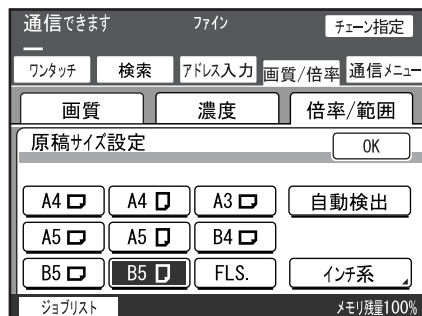 通信できます ファイン チェーン指定
ワンタッチ 検索 アドレス入力 画質/倍率 通信メニュー
画質 濃度 倍率/範囲
原稿サイズ設定 OK
A4 A4 A3 自動検出
A5 A5 B4
B5 B5 FLS. インチ系
ジョブリスト メモリ残量100%